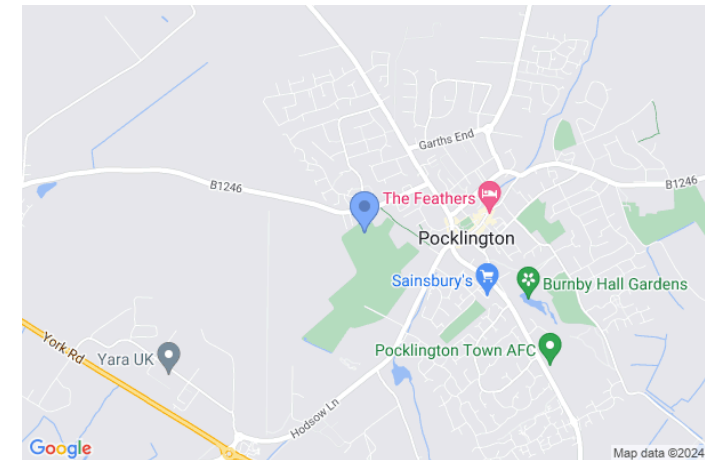 Garths End
B1246
B1246
The Feathers
Pocklington
Sainsbury's
Burnby Hall Gardens
York Rd
Yara UK
Pocklington Town AFC
Hodsow Ln
Google
Map data ©2024